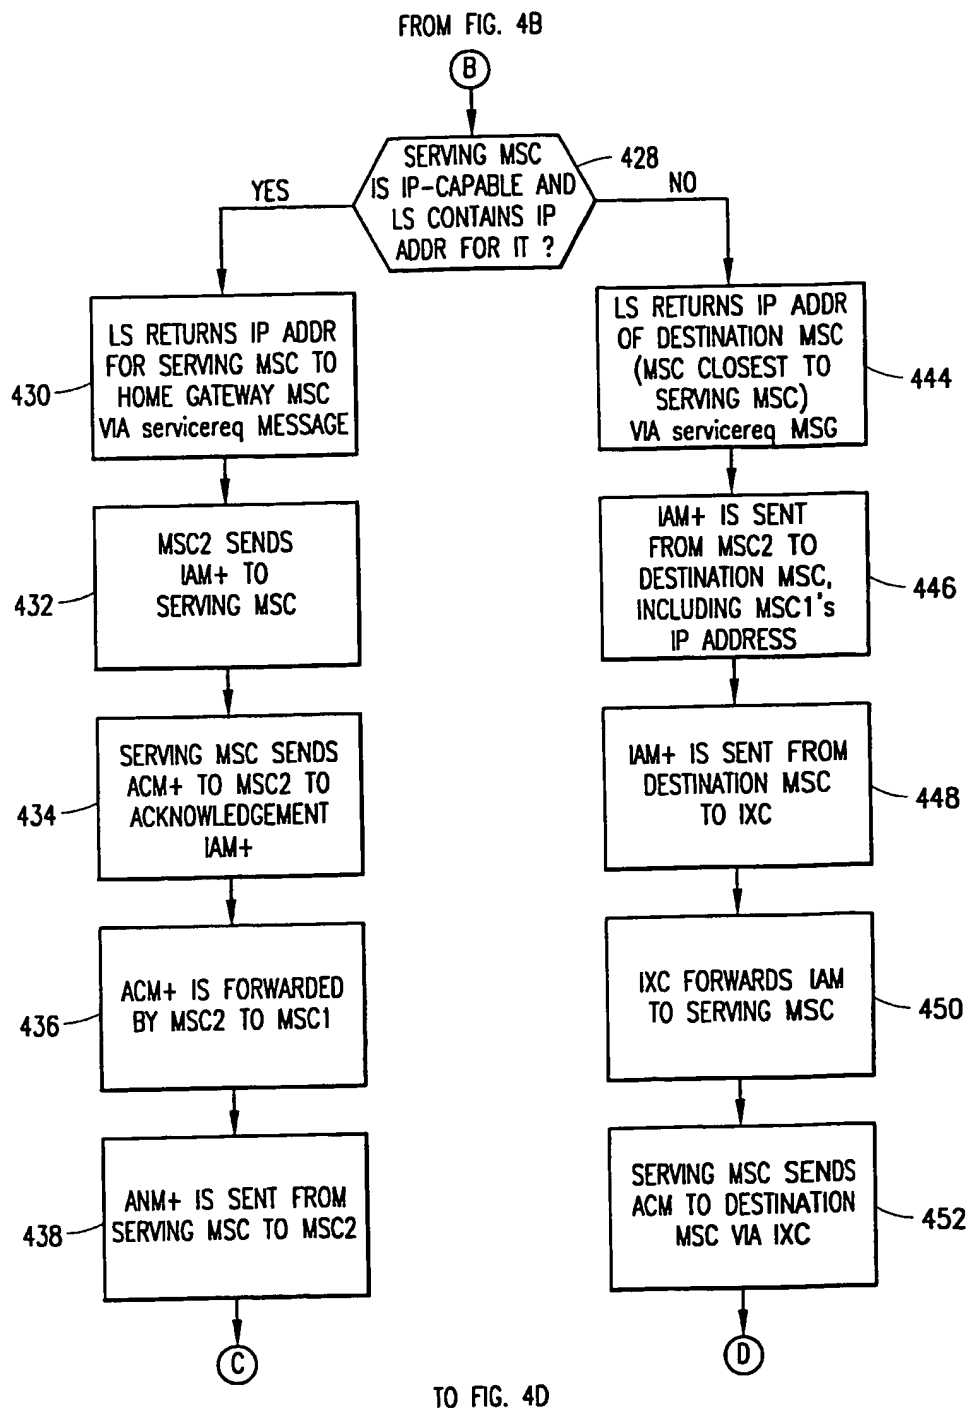 FROM FIG. 4B
B
SERVING MSC
IS IP-CAPABLE AND
LS CONTAINS IP
ADDR FOR IT ?
428
YES
NO
LS RETURNS IP ADDR
FOR SERVING MSC TO
HOME GATEWAY MSC
VIA servicereq MESSAGE
430
MSC2 SENDS
IAM+ TO
SERVING MSC
432
SERVING MSC SENDS
ACM+ TO MSC2 TO
ACKNOWLEDGEMENT
IAM+
434
ACM+ IS FORWARDED
BY MSC2 TO MSC1
436
ANM+ IS SENT FROM
SERVING MSC TO MSC2
438
C
LS RETURNS IP ADDR
OF DESTINATION MSC
(MSC CLOSEST TO
SERVING MSC)
VIA servicereq MSG
444
IAM+ IS SENT
FROM MSC2 TO
DESTINATION MSC,
INCLUDING MSC1's
IP ADDRESS
446
IAM+ IS SENT FROM
DESTINATION MSC
TO IXC
448
IXC FORWARDS IAM
TO SERVING MSC
450
SERVING MSC SENDS
ACM TO DESTINATION
MSC VIA IXC
452
D
TO FIG. 4D